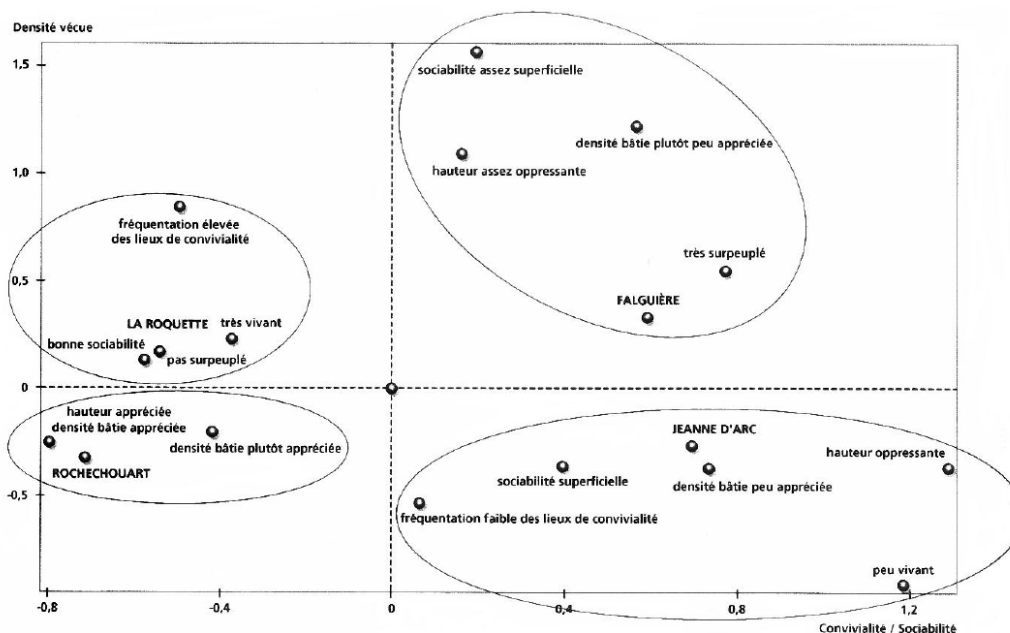 Densité vécue
1,5
sociabilité assez superficielle
densité bâtie plutôt peu appréciée
hauteur assez oppressante
1,0
fréquentation élevée
des lieux de convivialité
très surpeuplé
0,5
FALGUIÈRE
LA ROQUETTE
très vivant
bonne sociabilité
pas surpeuplé
0
hauteur appréciée
densité bâtie appréciée
densité bâtie plutôt appréciée
ROCHECHOUART
JEANNE D'ARC
hauteur oppressante
sociabilité superficielle
densité bâtie peu appréciée
-0,5
fréquentation faible des lieux de convivialité
peu vivant
-0,8
-0,4
0
0,4
0,8
1,2
Convivialité / Sociabilité